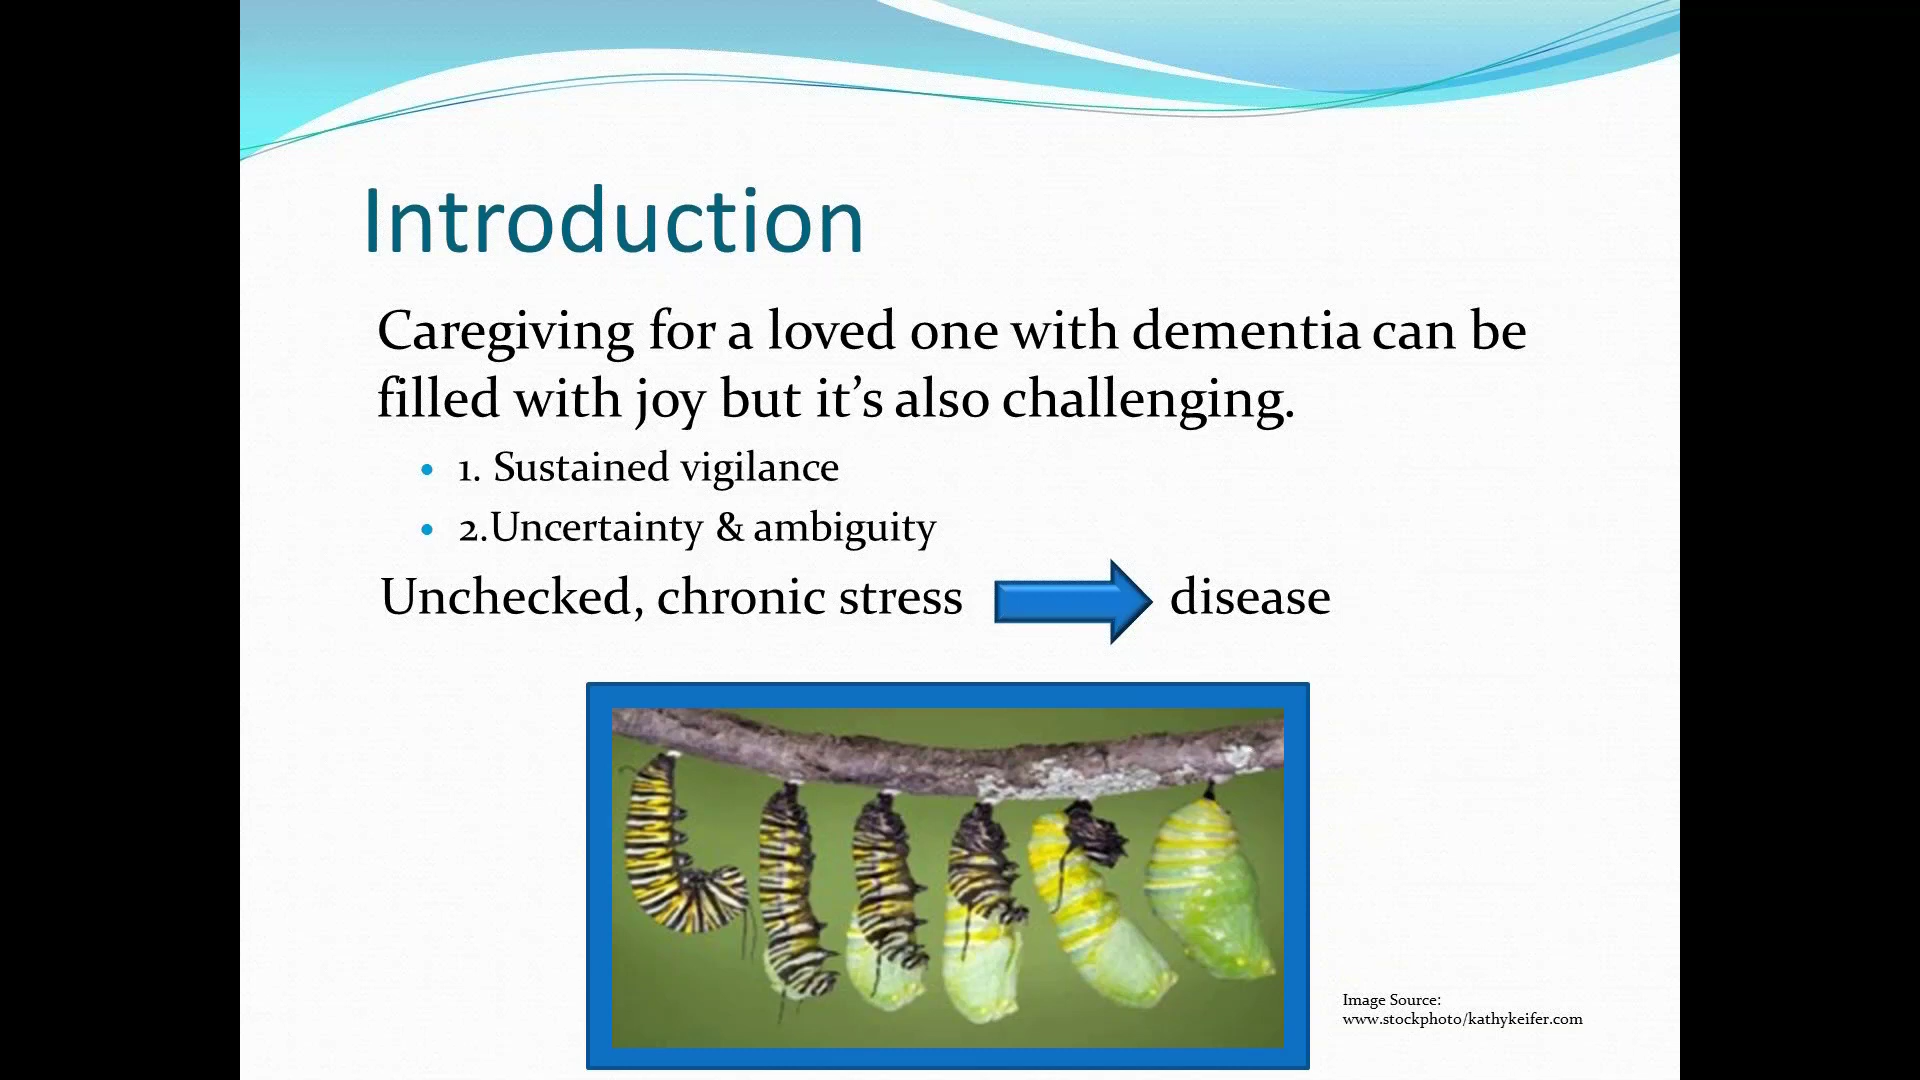 Introduction
Caregiving for a loved one with dementia can be
filled with joy but it’s also challenging.
• 1. Sustained vigilance
• 2.Uncertainty & ambiguity
Unchecked, chronic stress disease
Image Source:
www.stockphoto/kathykeifer.com